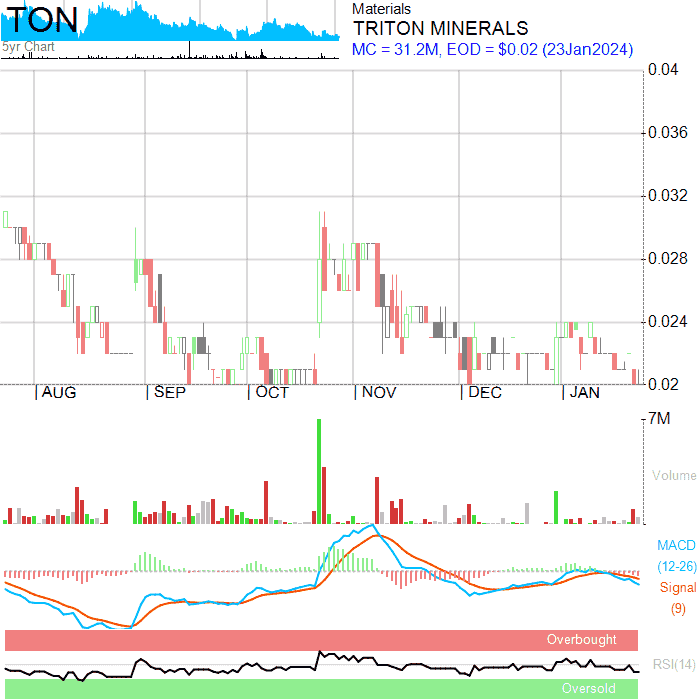 TON
5yr Chart
Materials
TRITON MINERALS
MC = 31.2M, EOD = $0.02 (23Jan2024)
0.04
0.036
0.032
0.028
0.024
0.02
AUG SEP OCT NOV DEC JAN
7M
Volume
MACD
(12-26)
Signal
(9)
Overbought
RSI(14)
Oversold